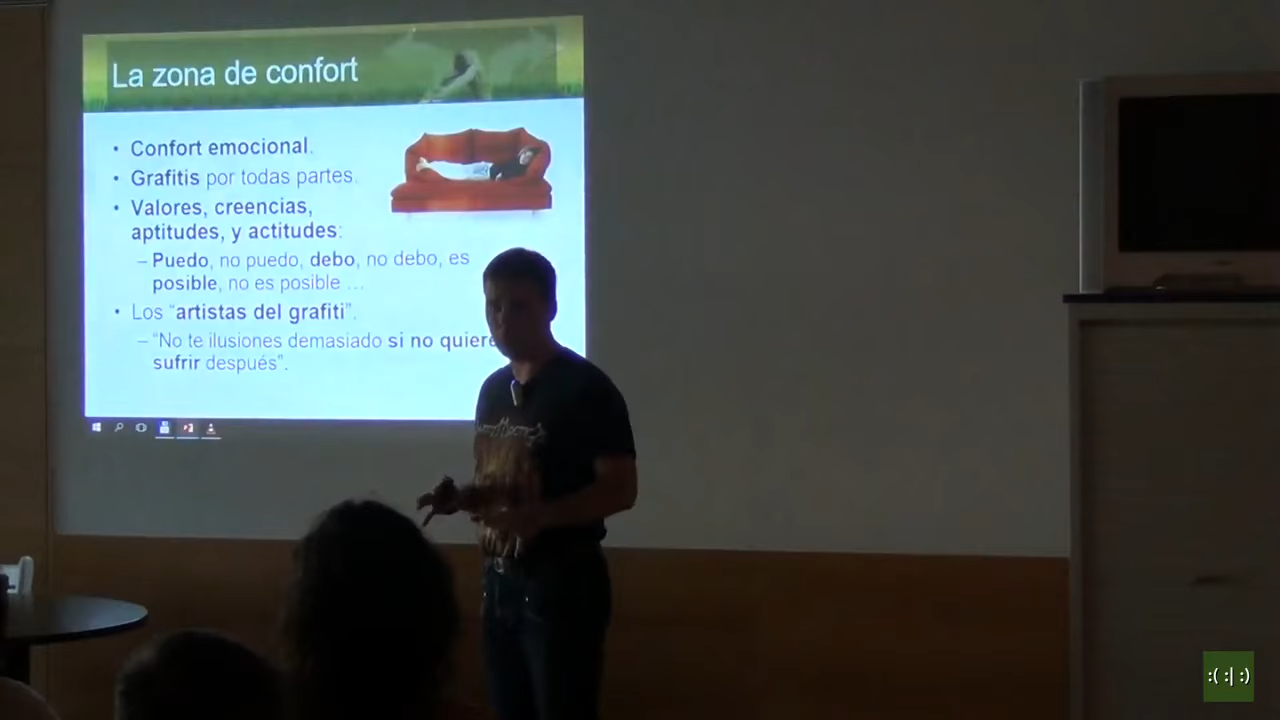 La zona de confort
• Confort emocional.
• Grafitis por todas partes.
• Valores, creencias,
aptitudes, y actitudes:
– Puedo, no puedo, debo, no debo, es
posible, no es posible ...
• Los “artistas del grafiti”.
– “No te ilusiones demasiado si no quiere
sufrir después”.
:( :| :)